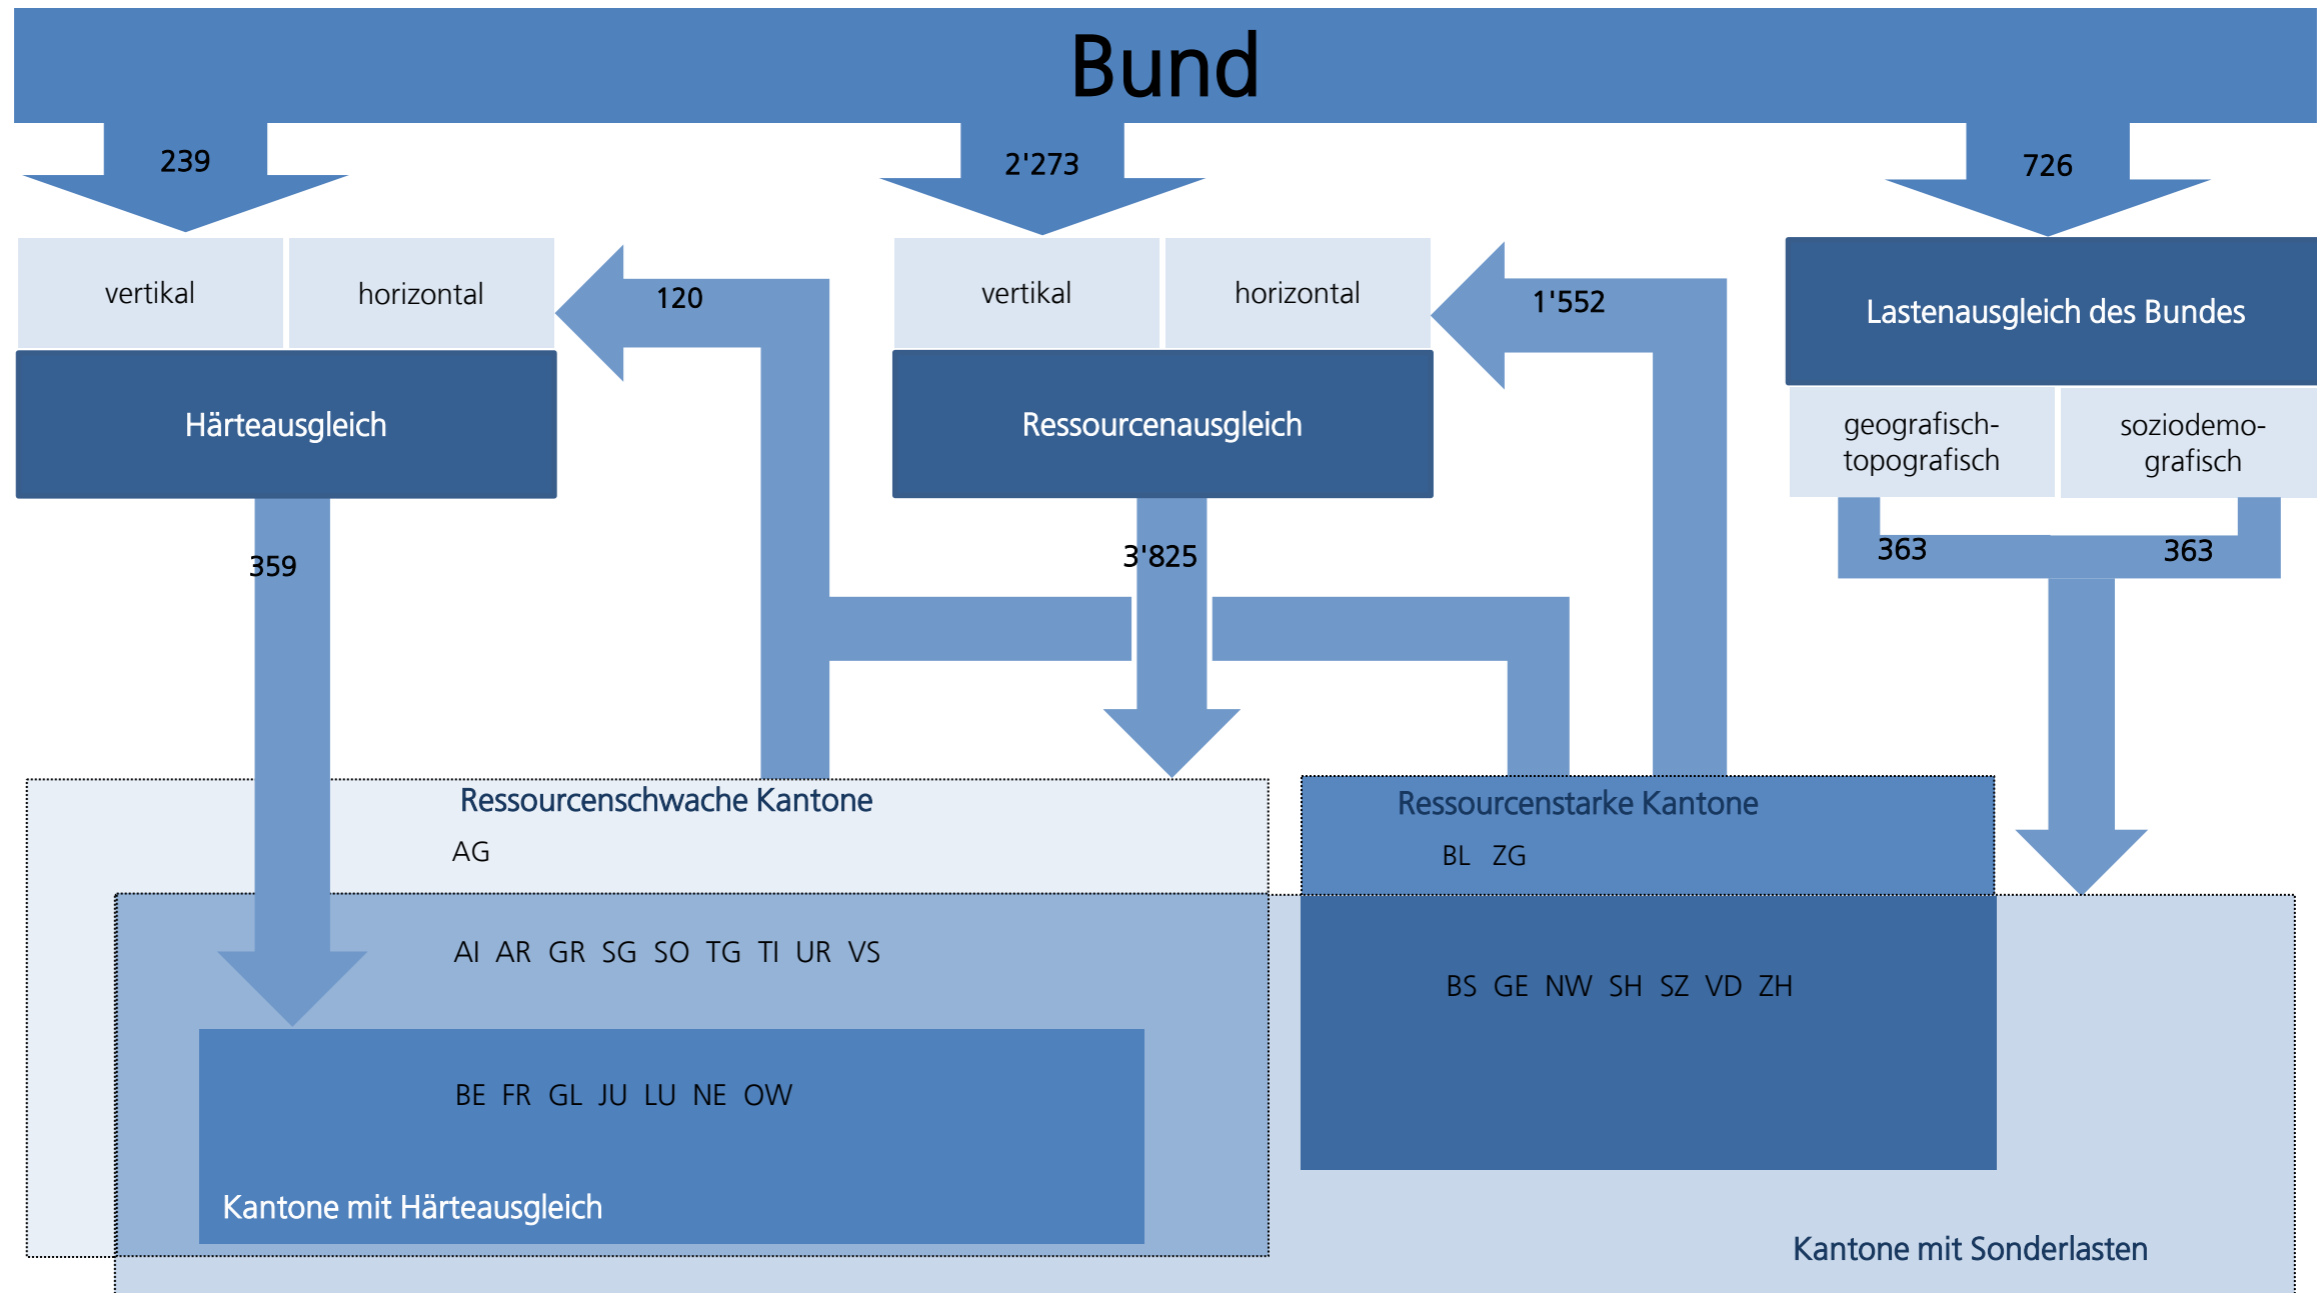 Bund
239
2'273
726
vertikal
horizontal
120
vertikal
horizontal
1'552
Lastenausgleich des Bundes
Härteausgleich
Ressourcenausgleich
geografisch-
topografisch
soziodemo-
grafisch
359
3'825
363
363
Ressourcenschwache Kantone
AG
Ressourcenstarke Kantone
BL ZG
AI AR GR SG SO TG TI UR VS
BS GE NW SH SZ VD ZH
BE FR GL JU LU NE OW
Kantone mit Härteausgleich
Kantone mit Sonderlasten